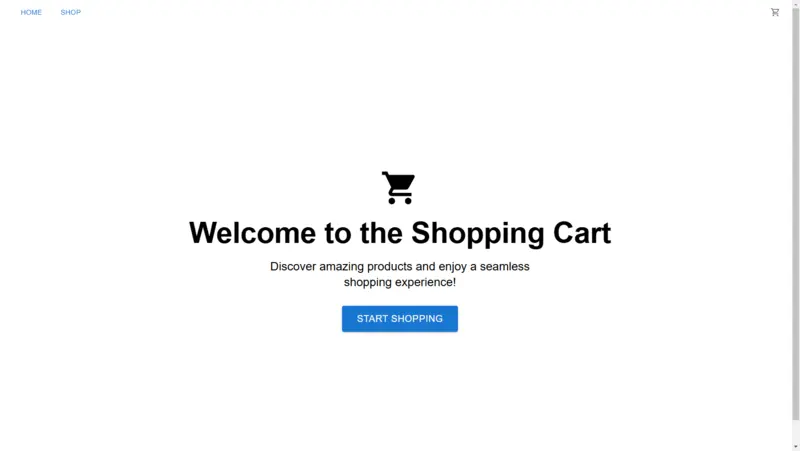 HOME SHOP
Welcome to the Shopping Cart
Discover amazing products and enjoy a seamless
shopping experience!
START SHOPPING